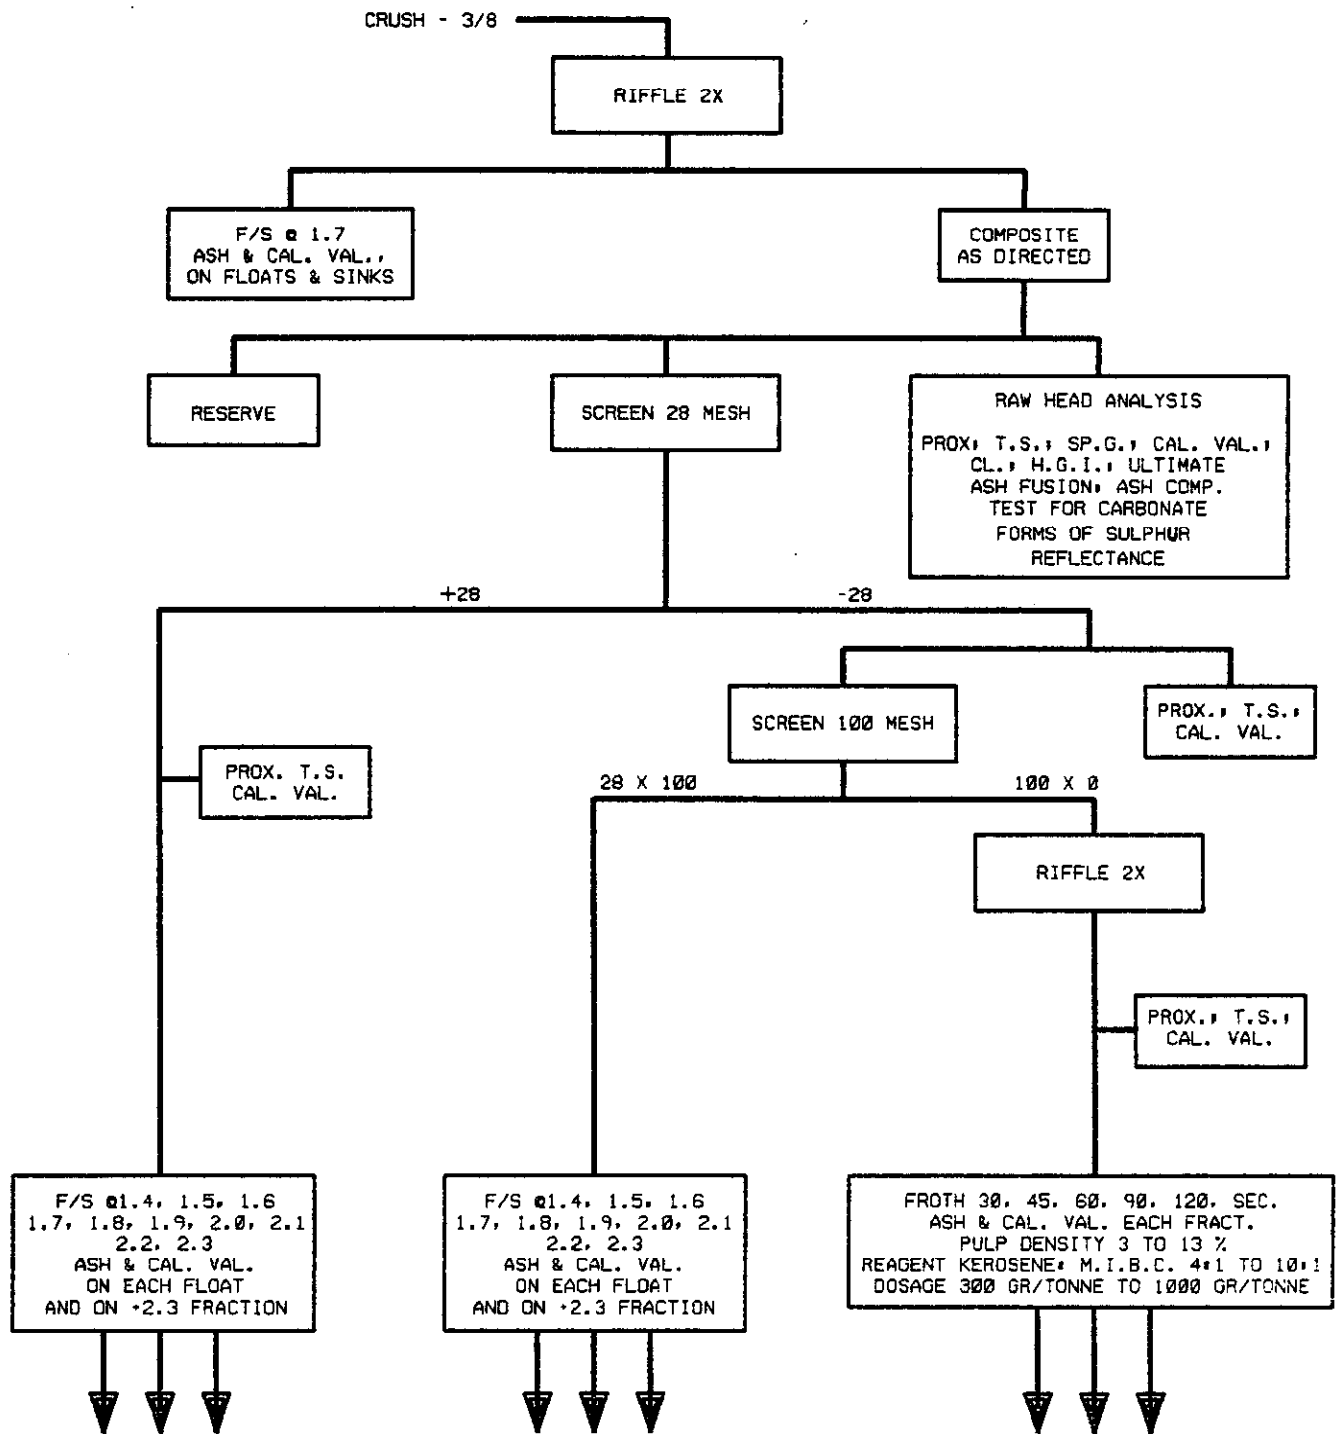 CRUSH - 3/8
RIFFLE 2X
F/S @ 1.7
ASH & CAL. VAL.,
ON FLOATS & SINKS
COMPOSITE
AS DIRECTED
RESERVE
SCREEN 28 MESH
RAW HEAD ANALYSIS
PROX, T.S., SP.G., CAL. VAL.,
CL., H.G.I., ULTIMATE
ASH FUSION, ASH COMP.
TEST FOR CARBONATE
FORMS OF SULPHUR
REFLECTANCE
+28
-28
SCREEN 100 MESH
PROX., T.S.,
CAL. VAL.
PROX. T.S.
CAL. VAL.
28 X 100
100 X 0
RIFFLE 2X
PROX., T.S.,
CAL. VAL.
F/S @1.4, 1.5, 1.6
1.7, 1.8, 1.9, 2.0, 2.1
2.2, 2.3
ASH & CAL. VAL.
ON EACH FLOAT
AND ON +2.3 FRACTION
F/S @1.4, 1.5, 1.6
1.7, 1.8, 1.9, 2.0, 2.1
2.2, 2.3
ASH & CAL. VAL.
ON EACH FLOAT
AND ON +2.3 FRACTION
FROTH 30, 45, 60, 90, 120, SEC.
ASH & CAL. VAL. EACH FRACT.
PULP DENSITY 3 TO 13 %
REAGENT KEROSENE: M.I.B.C. 4:1 TO 10:1
DOSAGE 300 GR/TONNE TO 1000 GR/TONNE